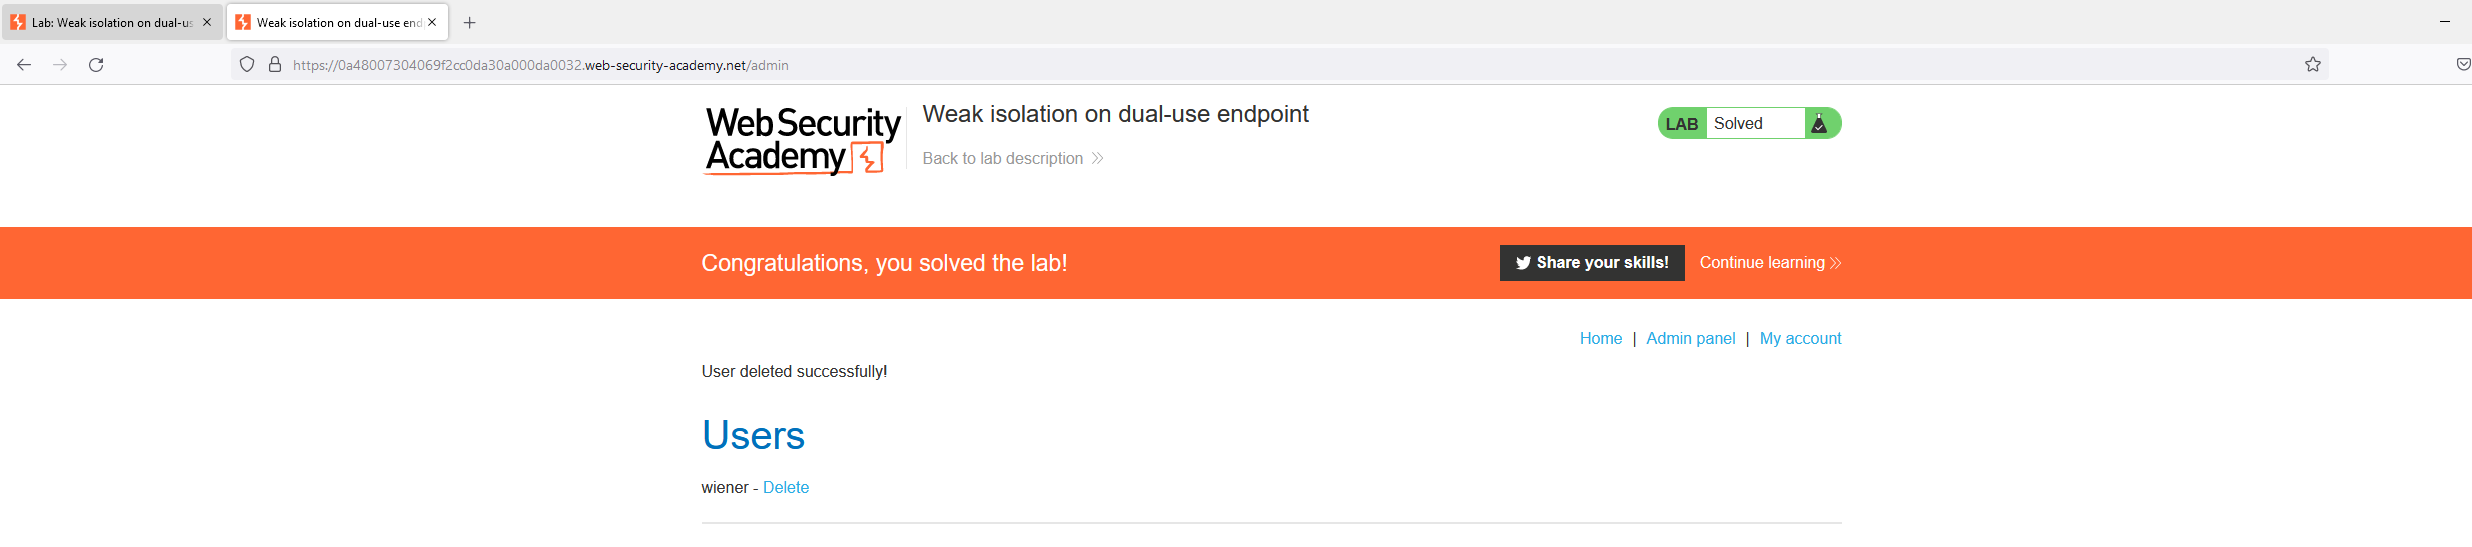 Lab: Weak isolation on dual-us
Weak isolation on dual-use end
https://0a48007304069f2cc0da30a000da0032.web-security-academy.net/admin
Web Security
Academy
Weak isolation on dual-use endpoint
Back to lab description
LAB Solved
Congratulations, you solved the lab!
Share your skills!
Continue learning
Home | Admin panel | My account
User deleted successfully!
Users
wiener - Delete